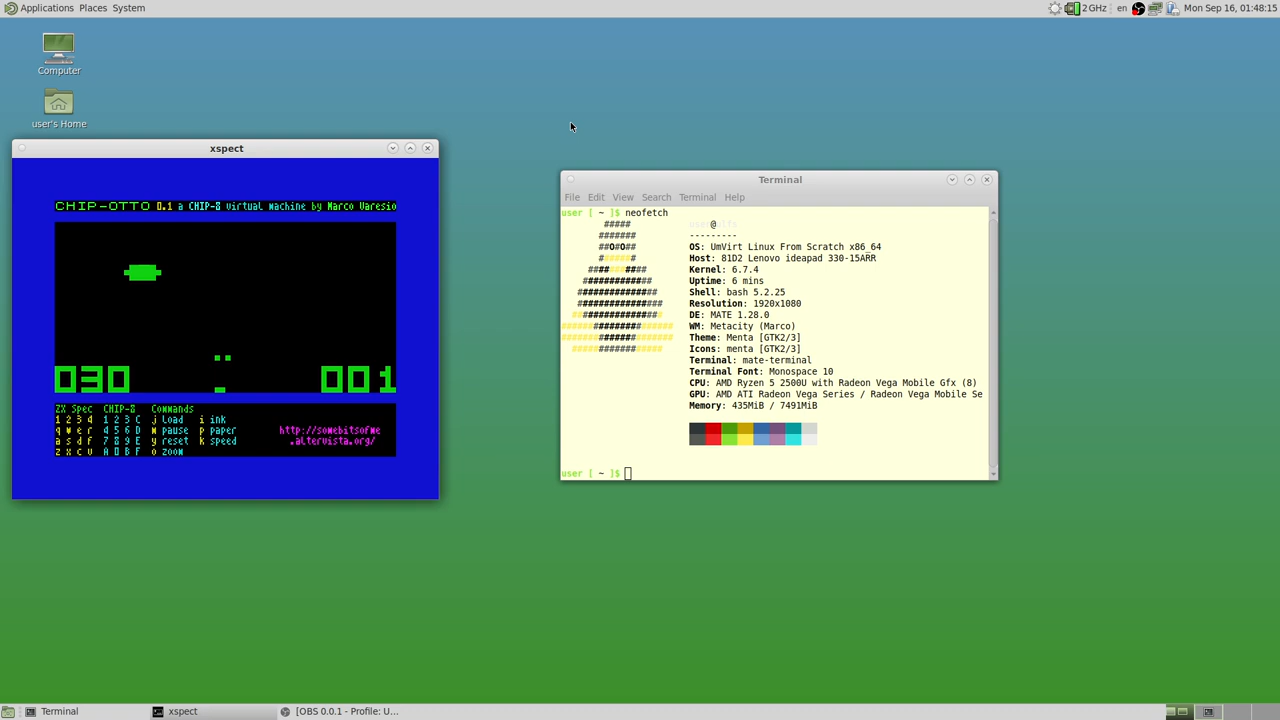 Applications Places System
2 GHz en Mon Sep 16, 01:48:15
Computer
user's Home
xspect
CHIP-OTTO 0.1 a CHIP-8 virtual machine by Marco Varesio
030 001
ZX Spec CHIP-8 Commands
1 2 3 4 1 2 3 C j load i ink
q w e r 4 5 6 D w pause p paper
a s d f 7 8 9 E y reset k speed
z x c v A 0 B F o zoom
http://somebitsofme
.altervista.org/
Terminal
File Edit View Search Terminal Help
user [ ~ ]$ neofetch
#####
#######
##O#O##
#######
###########
#############
###############
################
#################
#####################
#####################
#################
@
---------
OS: UmVirt Linux From Scratch x86_64
Host: 81D2 Lenovo ideapad 330-15ARR
Kernel: 6.7.4
Uptime: 6 mins
Shell: bash 5.2.25
Resolution: 1920x1080
DE: MATE 1.28.0
WM: Metacity (Marco)
Theme: Menta [GTK2/3]
Icons: menta [GTK2/3]
Terminal: mate-terminal
Terminal Font: Monospace 10
CPU: AMD Ryzen 5 2500U with Radeon Vega Mobile Gfx (8)
GPU: AMD ATI Radeon Vega Series / Radeon Vega Mobile Se
Memory: 435MiB / 7491MiB
user [ ~ ]$
Terminal xspect [OBS 0.0.1 - Profile: U...